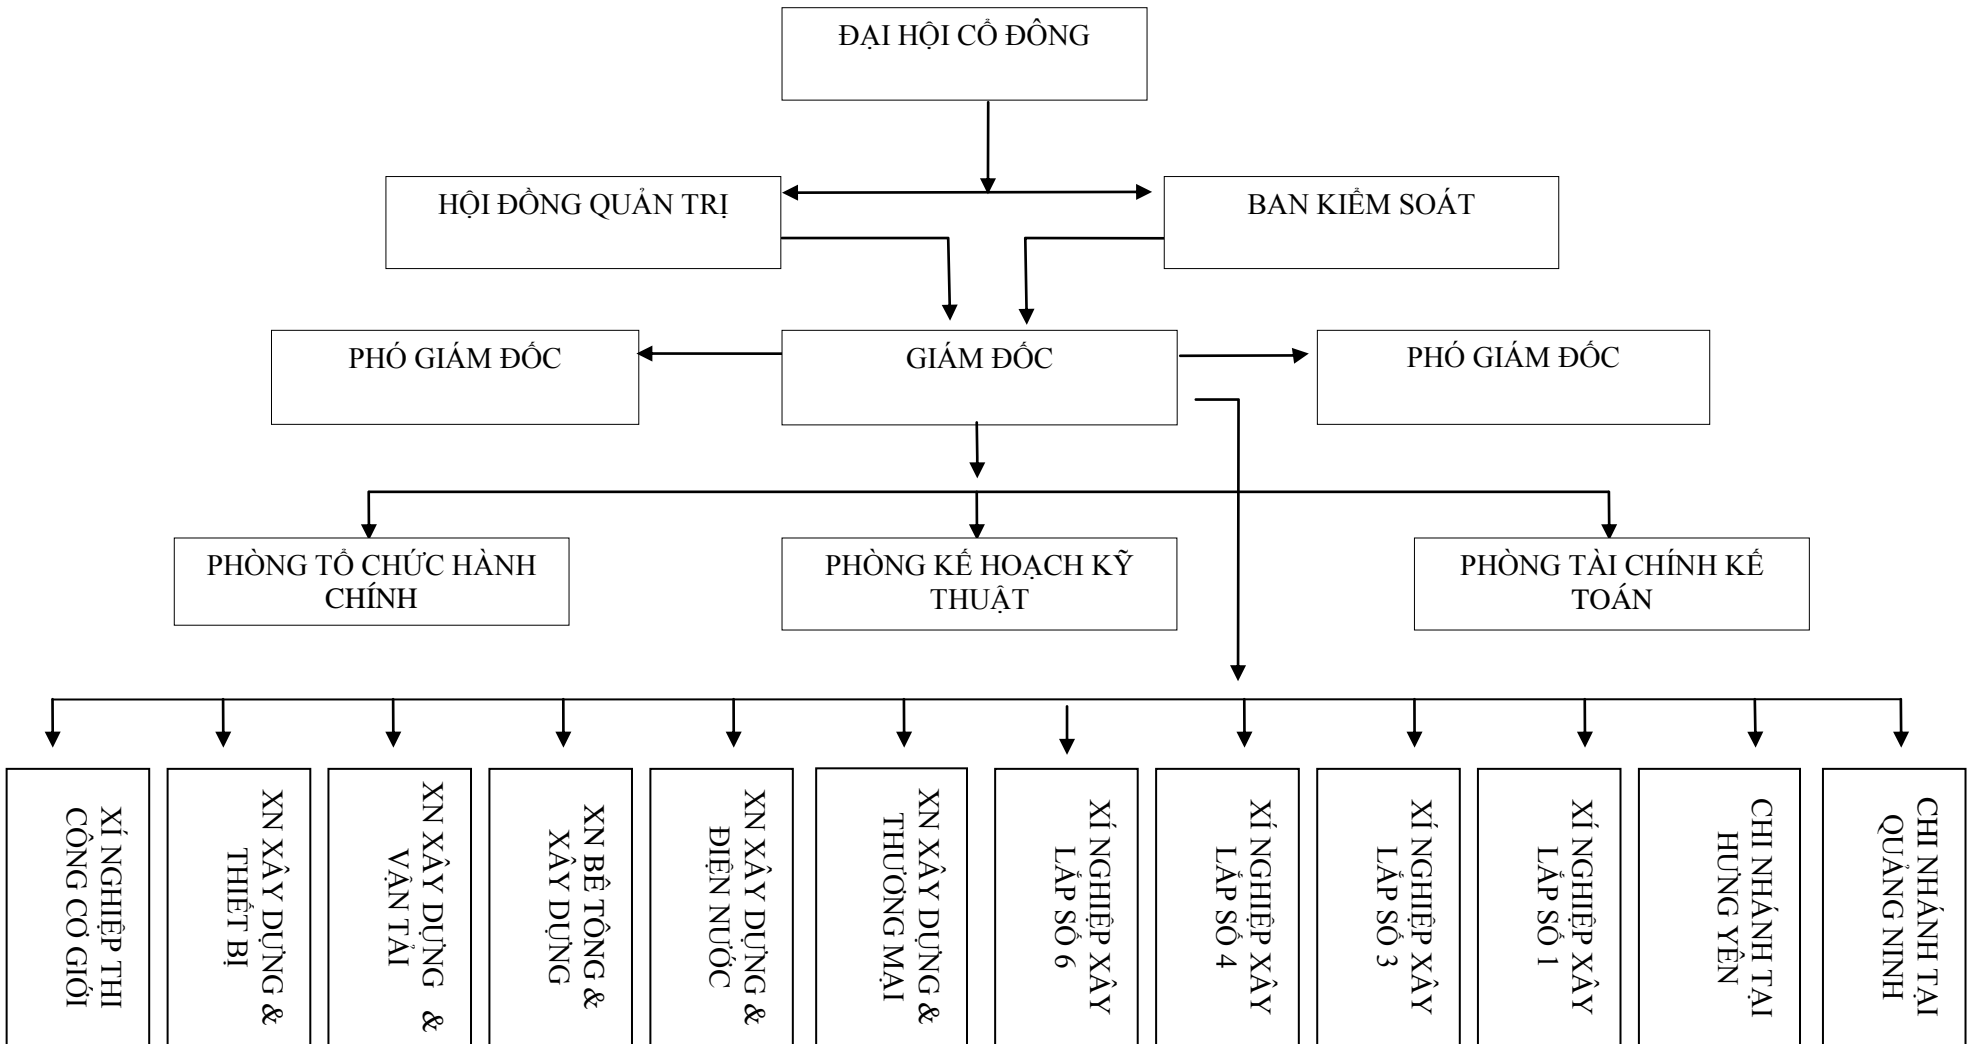 ĐẠI HỘI CỔ ĐÔNG
HỘI ĐỒNG QUẢN TRỊ
BAN KIỂM SOÁT
PHÓ GIÁM ĐỐC
GIÁM ĐỐC
PHÓ GIÁM ĐỐC
PHÒNG TỔ CHỨC HÀNH
CHÍNH
PHÒNG KẾ HOẠCH KỸ
THUẬT
PHÒNG TÀI CHÍNH KẾ
TOÁN
XÍ NGHIỆP THI
CÔNG CƠ GIỚI
XN XÂY DỰNG &
THIẾT BỊ
XN XÂY DỰNG &
VẬN TẢI
XN BÊ TÔNG &
XÂY DỰNG
XN XÂY DỰNG &
ĐIỆN NƯỚC
XN XÂY DỰNG &
THƯƠNG MẠI
XÍ NGHIỆP XÂY
LẮP SỐ 6
XÍ NGHIỆP XÂY
LẮP SỐ 4
XÍ NGHIỆP XÂY
LẮP SỐ 3
XÍ NGHIỆP XÂY
LẮP SỐ 1
CHI NHÁNH TẠI
HƯNG YÊN
CHI NHÁNH TẠI
QUẢNG NINH